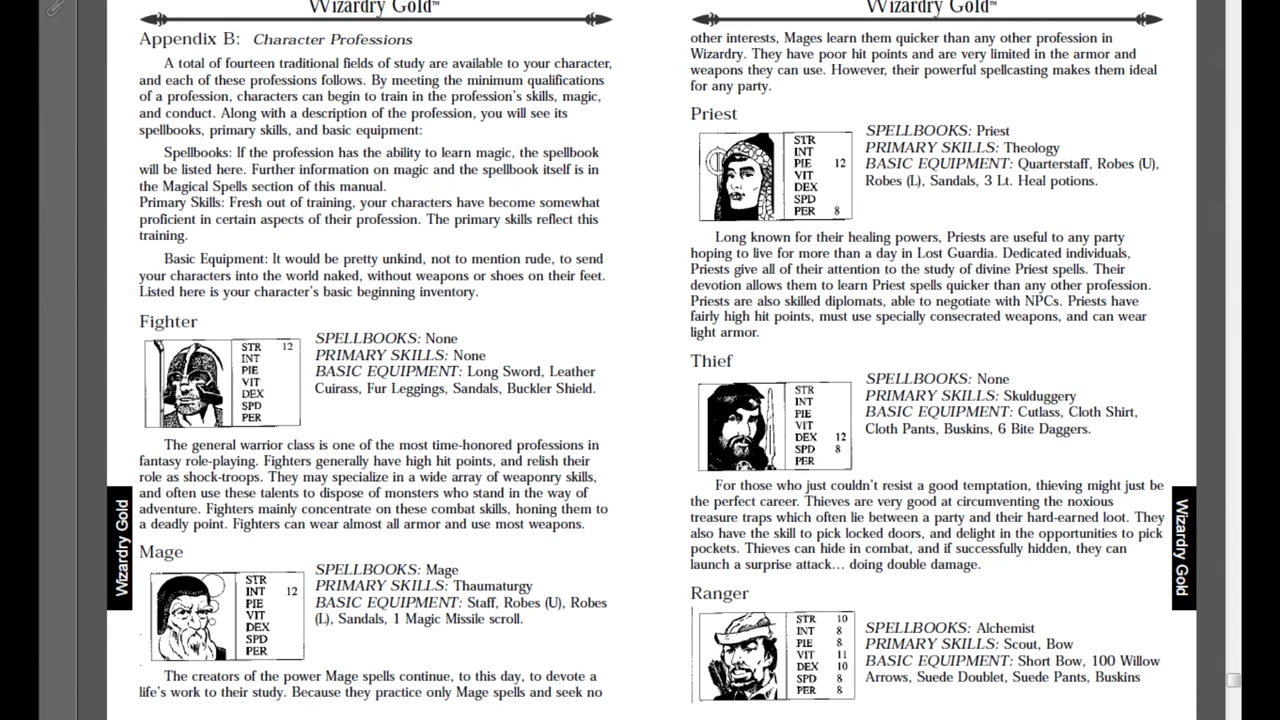 Wizardry Gold™
Appendix B: Character Professions
A total of fourteen traditional fields of study are available to your character,
and each of these professions follows. By meeting the minimum qualifications
of a profession, characters can begin to train in the profession's skills, magic,
and conduct. Along with a description of the profession, you will see its
spellbooks, primary skills, and basic equipment:
Spellbooks: If the profession has the ability to learn magic, the spellbook
will be listed here. Further information on magic and the spellbook itself is in
the Magical Spells section of this manual.
Primary Skills: Fresh out of training, your characters have become somewhat
proficient in certain aspects of their profession. The primary skills reflect this
training.
Basic Equipment: It would be pretty unkind, not to mention rude, to send
your characters into the world naked, without weapons or shoes on their feet.
Listed here is your character's basic beginning inventory.
Fighter
STR 12
INT
PIE
VIT
DEX
SPD
PER
SPELLBOOKS: None
PRIMARY SKILLS: None
BASIC EQUIPMENT: Long Sword, Leather
Cuirass, Fur Leggings, Sandals, Buckler Shield.
The general warrior class is one of the most time-honored professions in
fantasy role-playing. Fighters generally have high hit points, and relish their
role as shock-troops. They may specialize in a wide array of weaponry skills,
and often use these talents to dispose of monsters who stand in the way of
adventure. Fighters mainly concentrate on these combat skills, honing them to
a deadly point. Fighters can wear almost all armor and use most weapons.
Mage
STR
INT 12
PIE
VIT
DEX
SPD
PER
SPELLBOOKS: Mage
PRIMARY SKILLS: Thaumaturgy
BASIC EQUIPMENT: Staff, Robes (U), Robes
(L), Sandals, 1 Magic Missile scroll.
The creators of the power Mage spells continue, to this day, to devote a
life's work to their study. Because they practice only Mage spells and seek no
Wizardry Gold
Wizardry Gold™
other interests, Mages learn them quicker than any other profession in
Wizardry. They have poor hit points and are very limited in the armor and
weapons they can use. However, their powerful spellcasting makes them ideal
for any party.
Priest
STR
INT
PIE 12
VIT
DEX
SPD
PER 8
SPELLBOOKS: Priest
PRIMARY SKILLS: Theology
BASIC EQUIPMENT: Quarterstaff, Robes (U),
Robes (L), Sandals, 3 Lt. Heal potions.
Long known for their healing powers, Priests are useful to any party
hoping to live for more than a day in Lost Guardia. Dedicated individuals,
Priests give all of their attention to the study of divine Priest spells. Their
devotion allows them to learn Priest spells quicker than any other profession.
Priests are also skilled diplomats, able to negotiate with NPCs. Priests have
fairly high hit points, must use specially consecrated weapons, and can wear
light armor.
Thief
STR
INT
PIE
VIT
DEX 12
SPD 8
PER
SPELLBOOKS: None
PRIMARY SKILLS: Skulduggery
BASIC EQUIPMENT: Cutlass, Cloth Shirt,
Cloth Pants, Buskins, 6 Bite Daggers.
For those who just couldn't resist a good temptation, thieving might just be
the perfect career. Thieves are very good at circumventing the noxious
treasure traps which often lie between a party and their hard-earned loot. They
also have the skill to pick locked doors, and delight in the opportunities to pick
pockets. Thieves can hide in combat, and if successfully hidden, they can
launch a surprise attack... doing double damage.
Ranger
STR 10
INT 8
PIE 8
VIT 11
DEX 10
SPD 8
PER 8
SPELLBOOKS: Alchemist
PRIMARY SKILLS: Scout, Bow
BASIC EQUIPMENT: Short Bow, 100 Willow
Arrows, Suede Doublet, Suede Pants, Buskins
Wizardry Gold